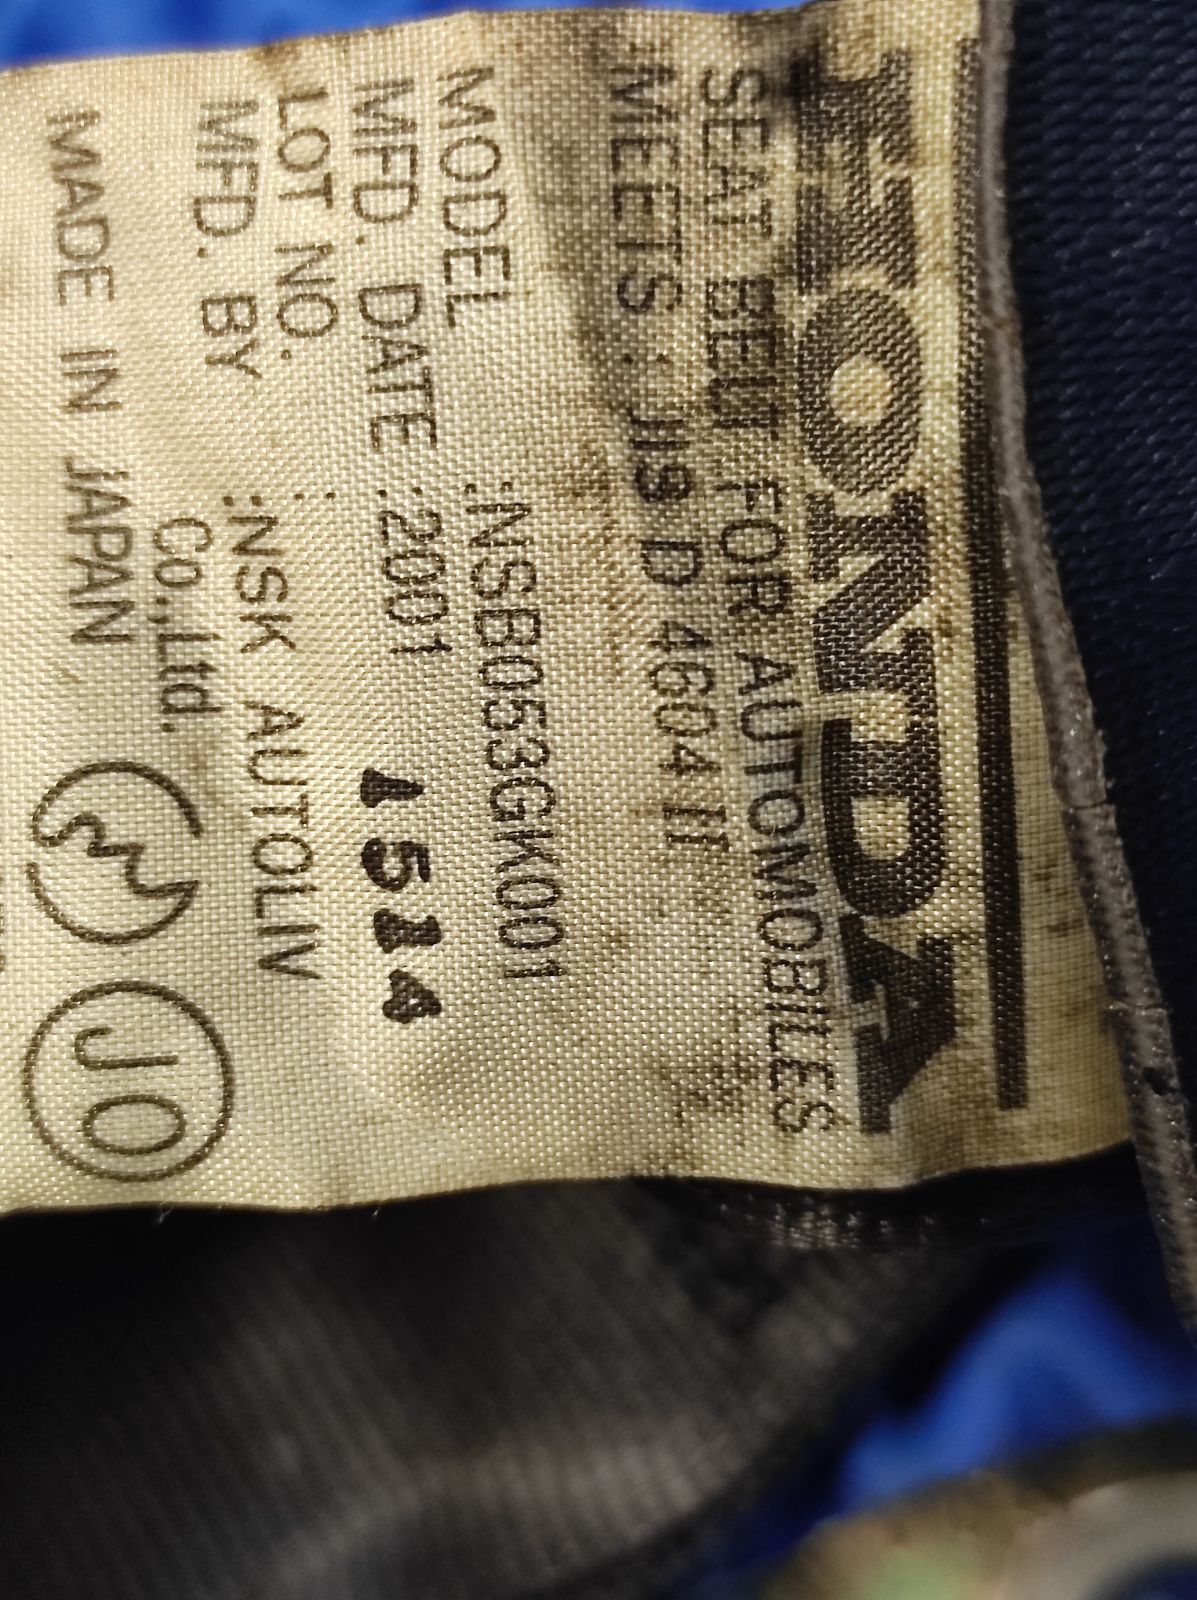 HONDA
SEAT BELT FOR AUTOMOBILES
MEETS : JIS D 4604 II
MODEL :NSB053GK001
MFD. DATE :2001
LOT NO. :
MFD. BY :NSK AUTOLIV
Co.,Ltd.
MADE IN JAPAN JO